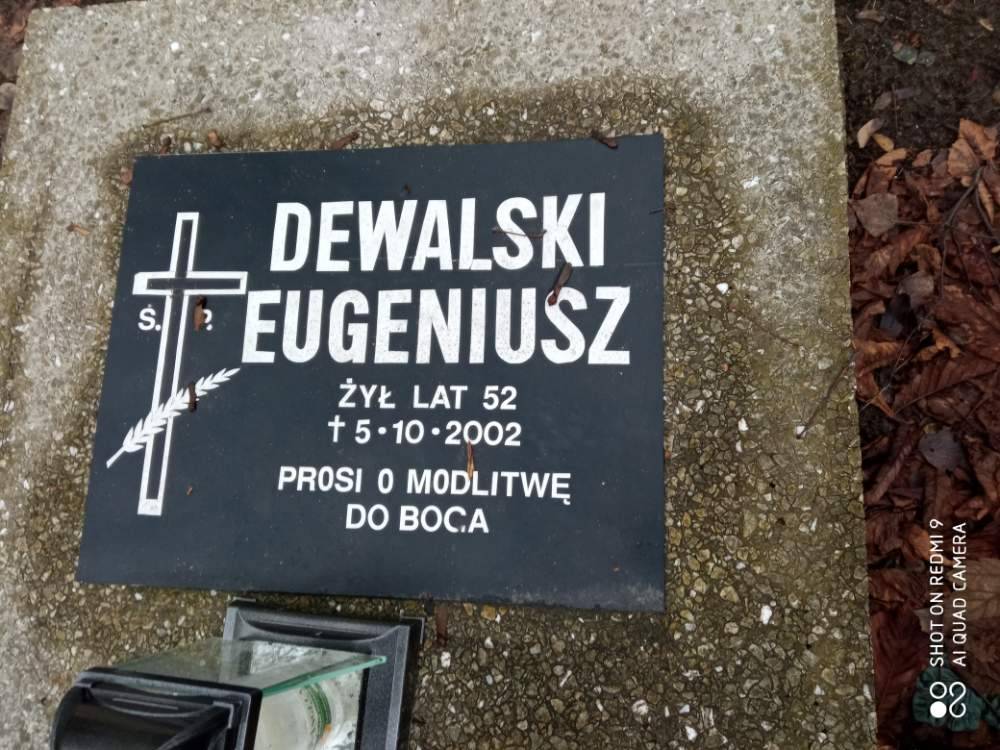 DEWALSKI
Ś. P.
EUGENIUSZ
ŻYŁ LAT 52
† 5•10•2002
PROSI O MODLITWĘ
DO BOGA
SHOT ON REDMI 9
AI QUAD CAMERA